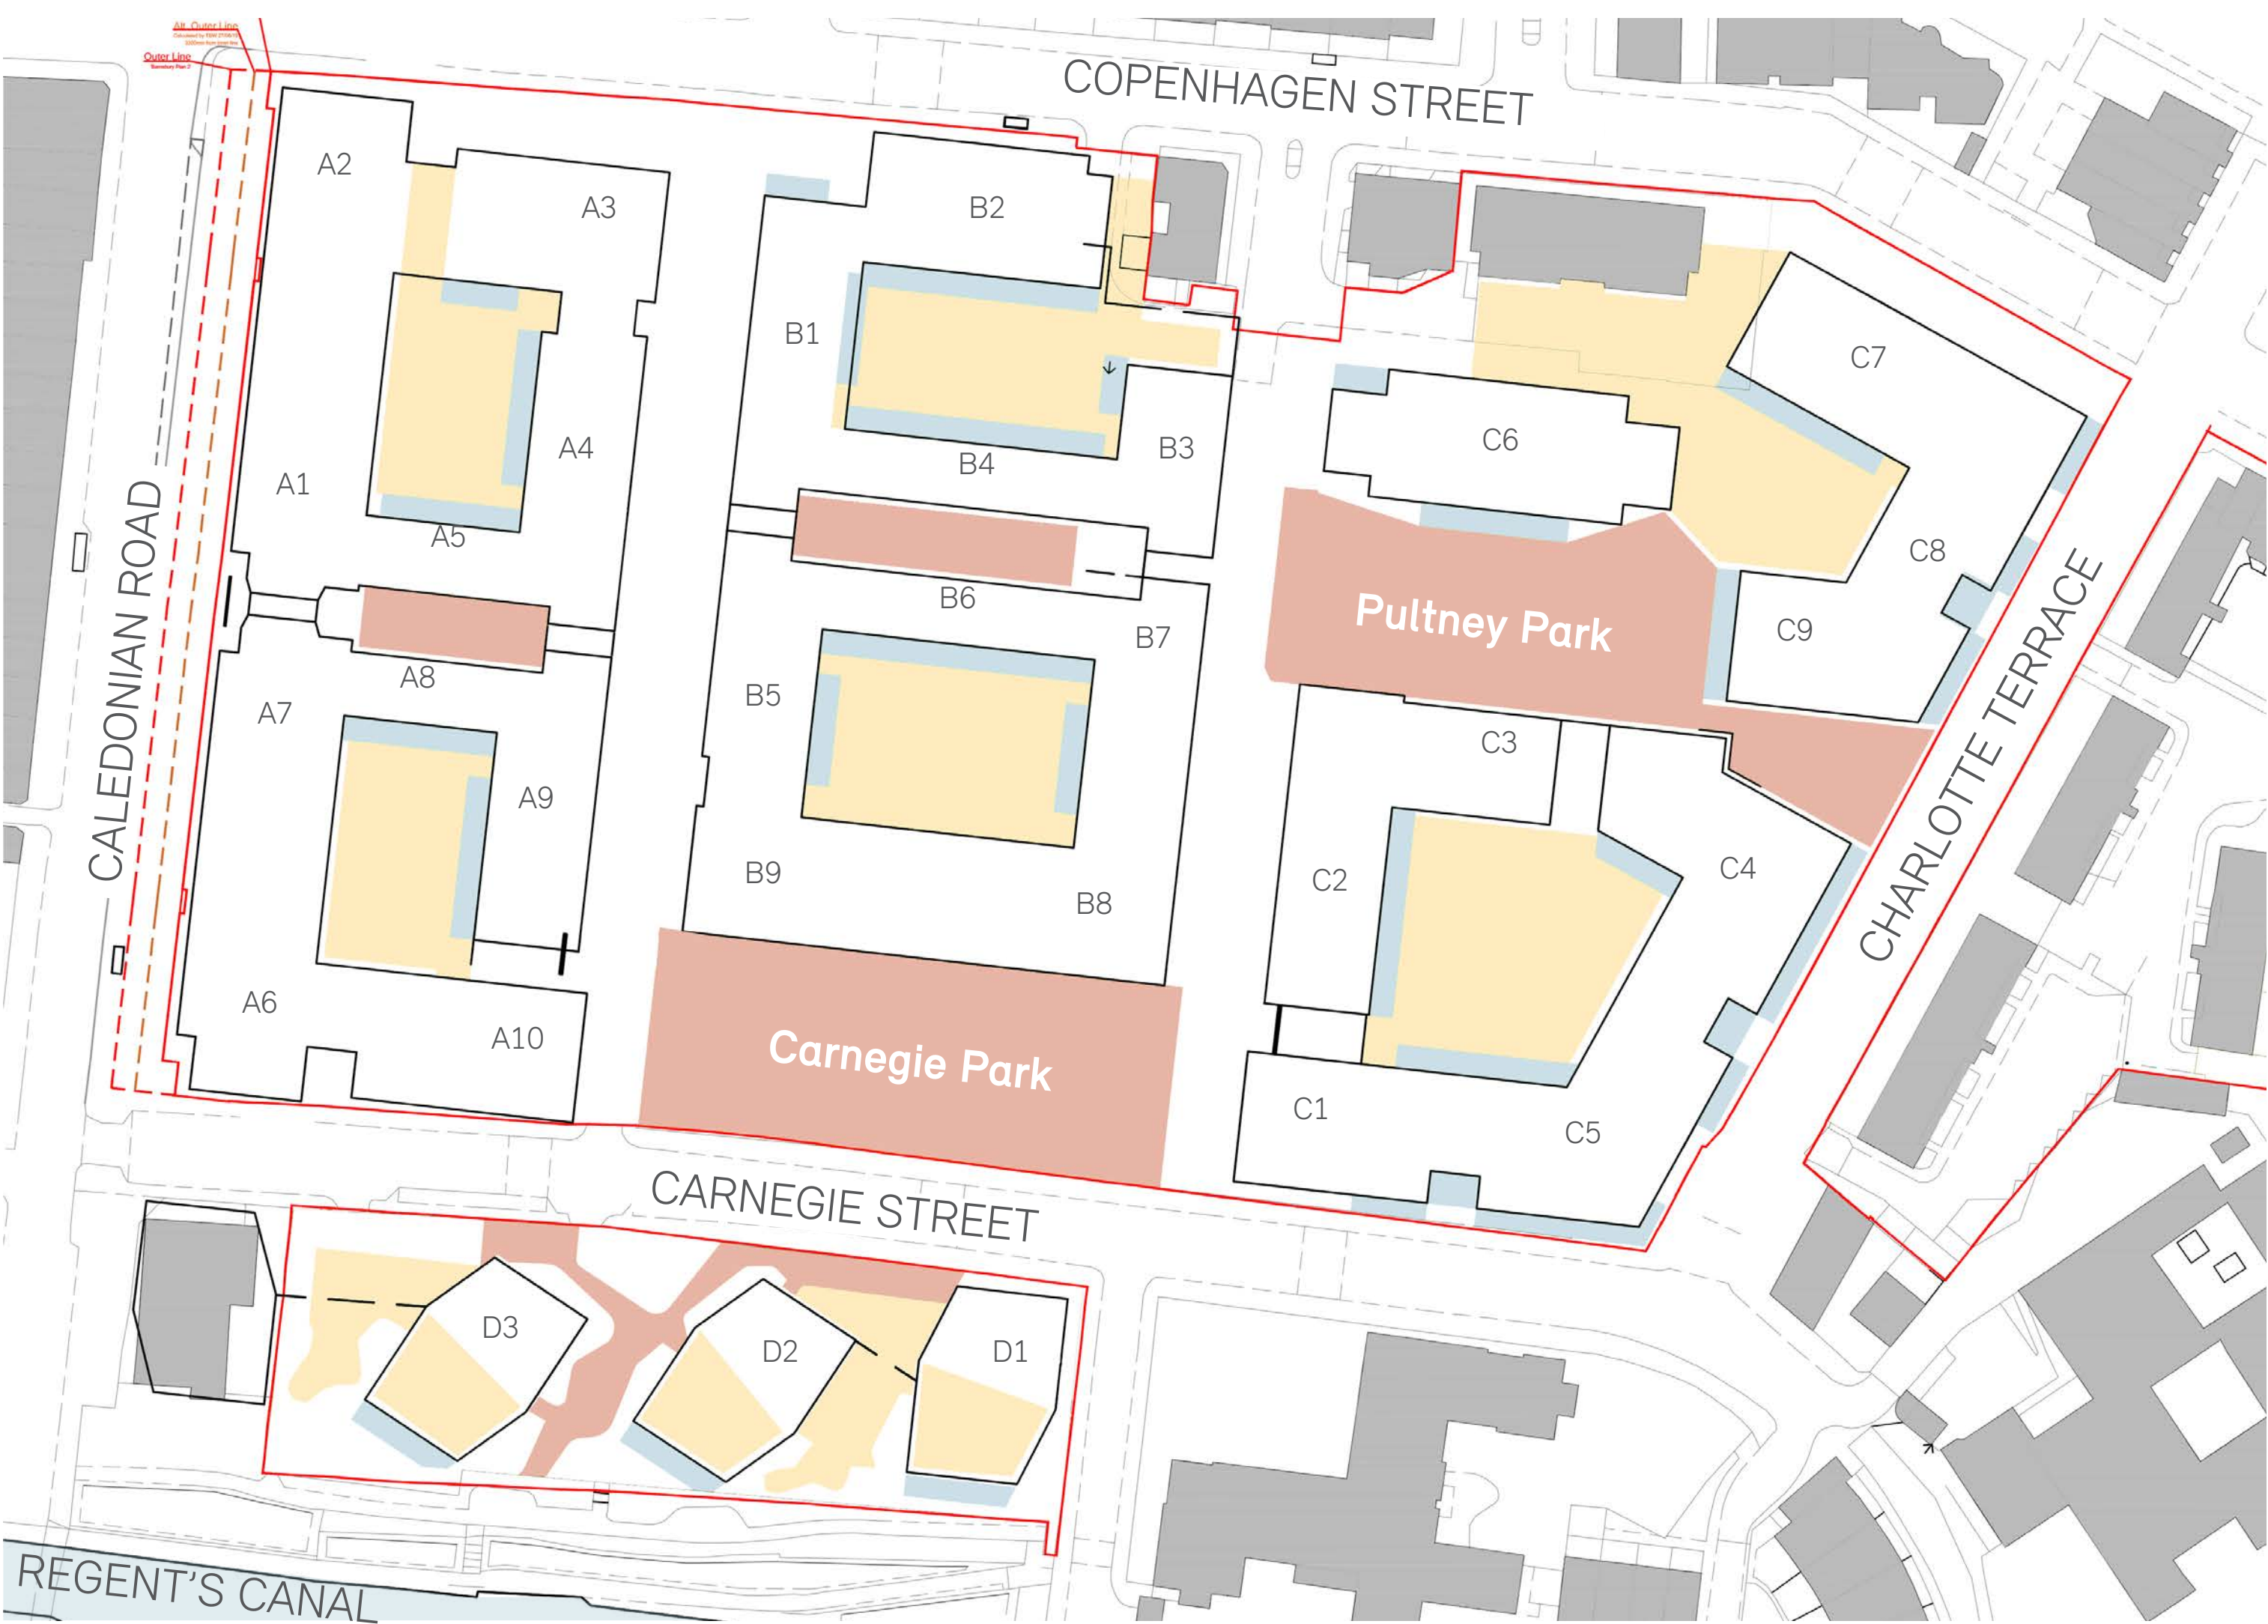 Alt. Outer Line
Outer Line
COPENHAGEN STREET
A2
A3
B2
B1
C7
A4
B3
B4
C6
A1
A5
C8
B6
Pultney Park
C9
B7
A8
A7
B5
C3
A9
B9
B8
C2
C4
A6
A10
Carnegie Park
C1
C5
CALEDONIAN ROAD
CHARLOTTE TERRACE
CARNEGIE STREET
D3
D2
D1
REGENT'S CANAL